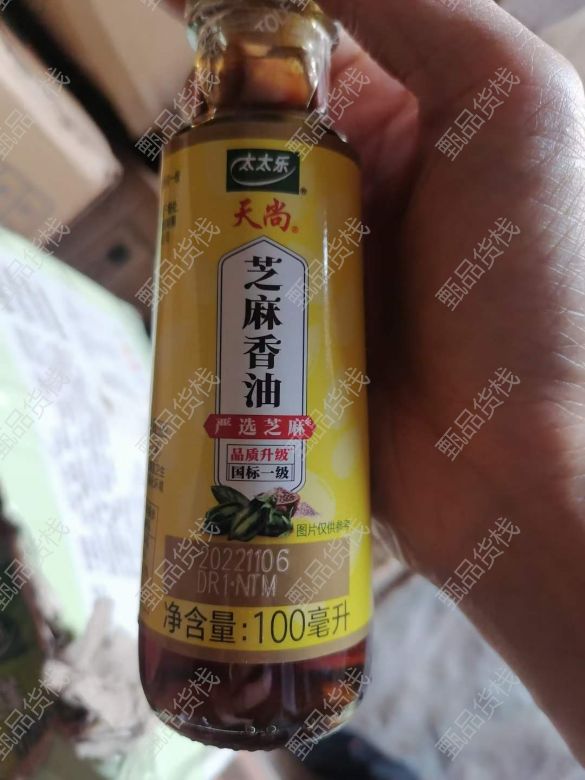 太太乐
天尚
芝麻香油
严选芝麻
品质升级
国标一级
图片仅供参考
20221106
DR1·NTM
净含量:100毫升
甄品货栈